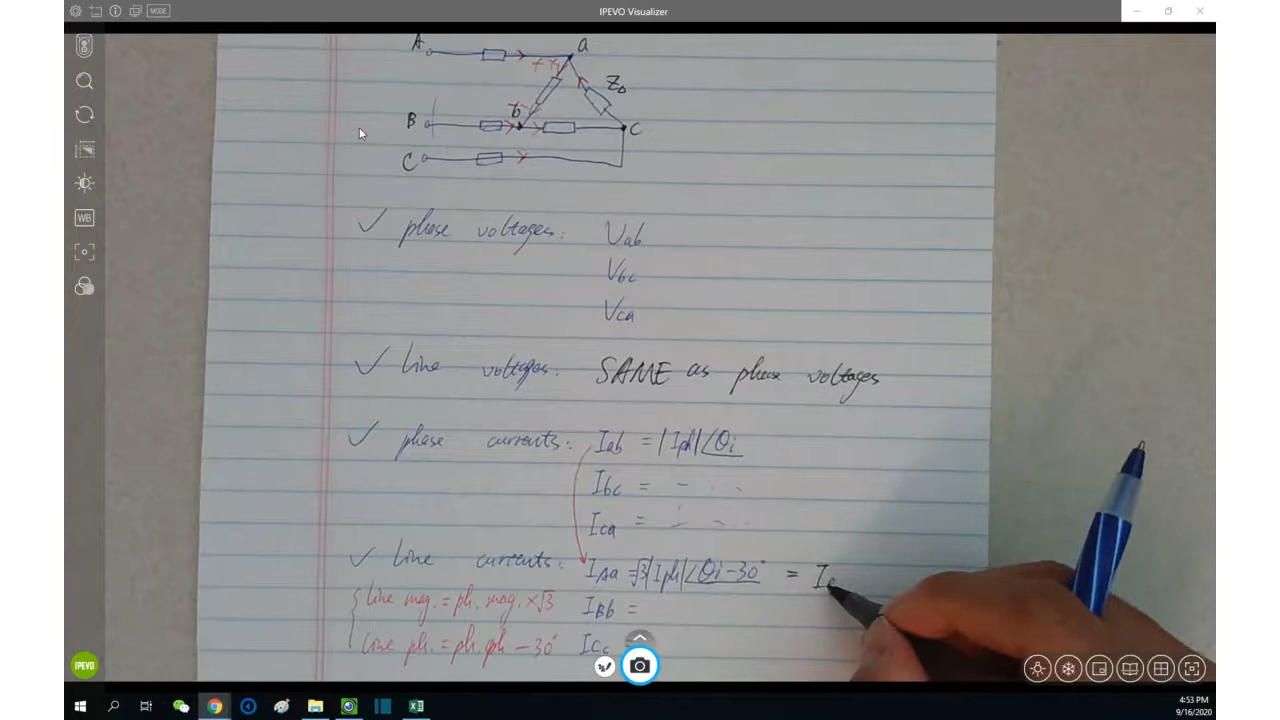 IPEVO Visualizer
MODE
A a
Z△
b
B C
C
WB
✓ phase voltages: Vab
Vbc
Vca
✓ Line voltages: SAME as phase voltages
✓ phase currents: Iab = |Iph|∠θi
Ibc = - . .
Ica = - . .
✓ Line currents: IAa = √3|Iph|∠θi-30° = I
line mag. = ph. mag. x√3 IBb =
line ph. = ph. ph - 30° ICc
IPEVO
4:53 PM
9/16/2020